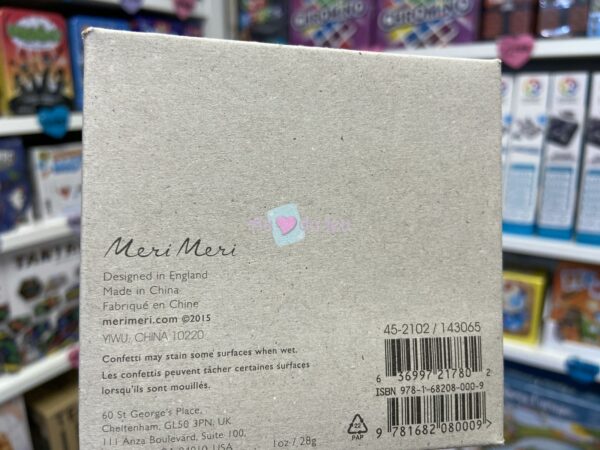 CHROMINO
Meri Meri
Designed in England
Made in China
Fabriqué en Chine
merimeri.com ©2015
YIWU, CHINA 10220
Confetti may stain some surfaces when wet.
Les confettis peuvent tâcher certaines surfaces
lorsqu'ils sont mouillés.
60 St George's Place,
Cheltenham, GL50 3PN, UK
111 Anza Boulevard, Suite 100,
94010 USA
1oz / 28g
22
PAP
45-2102 / 143065
6 36997 21780 2
ISBN 978-1-68208-000-9
9 781682 080009 >